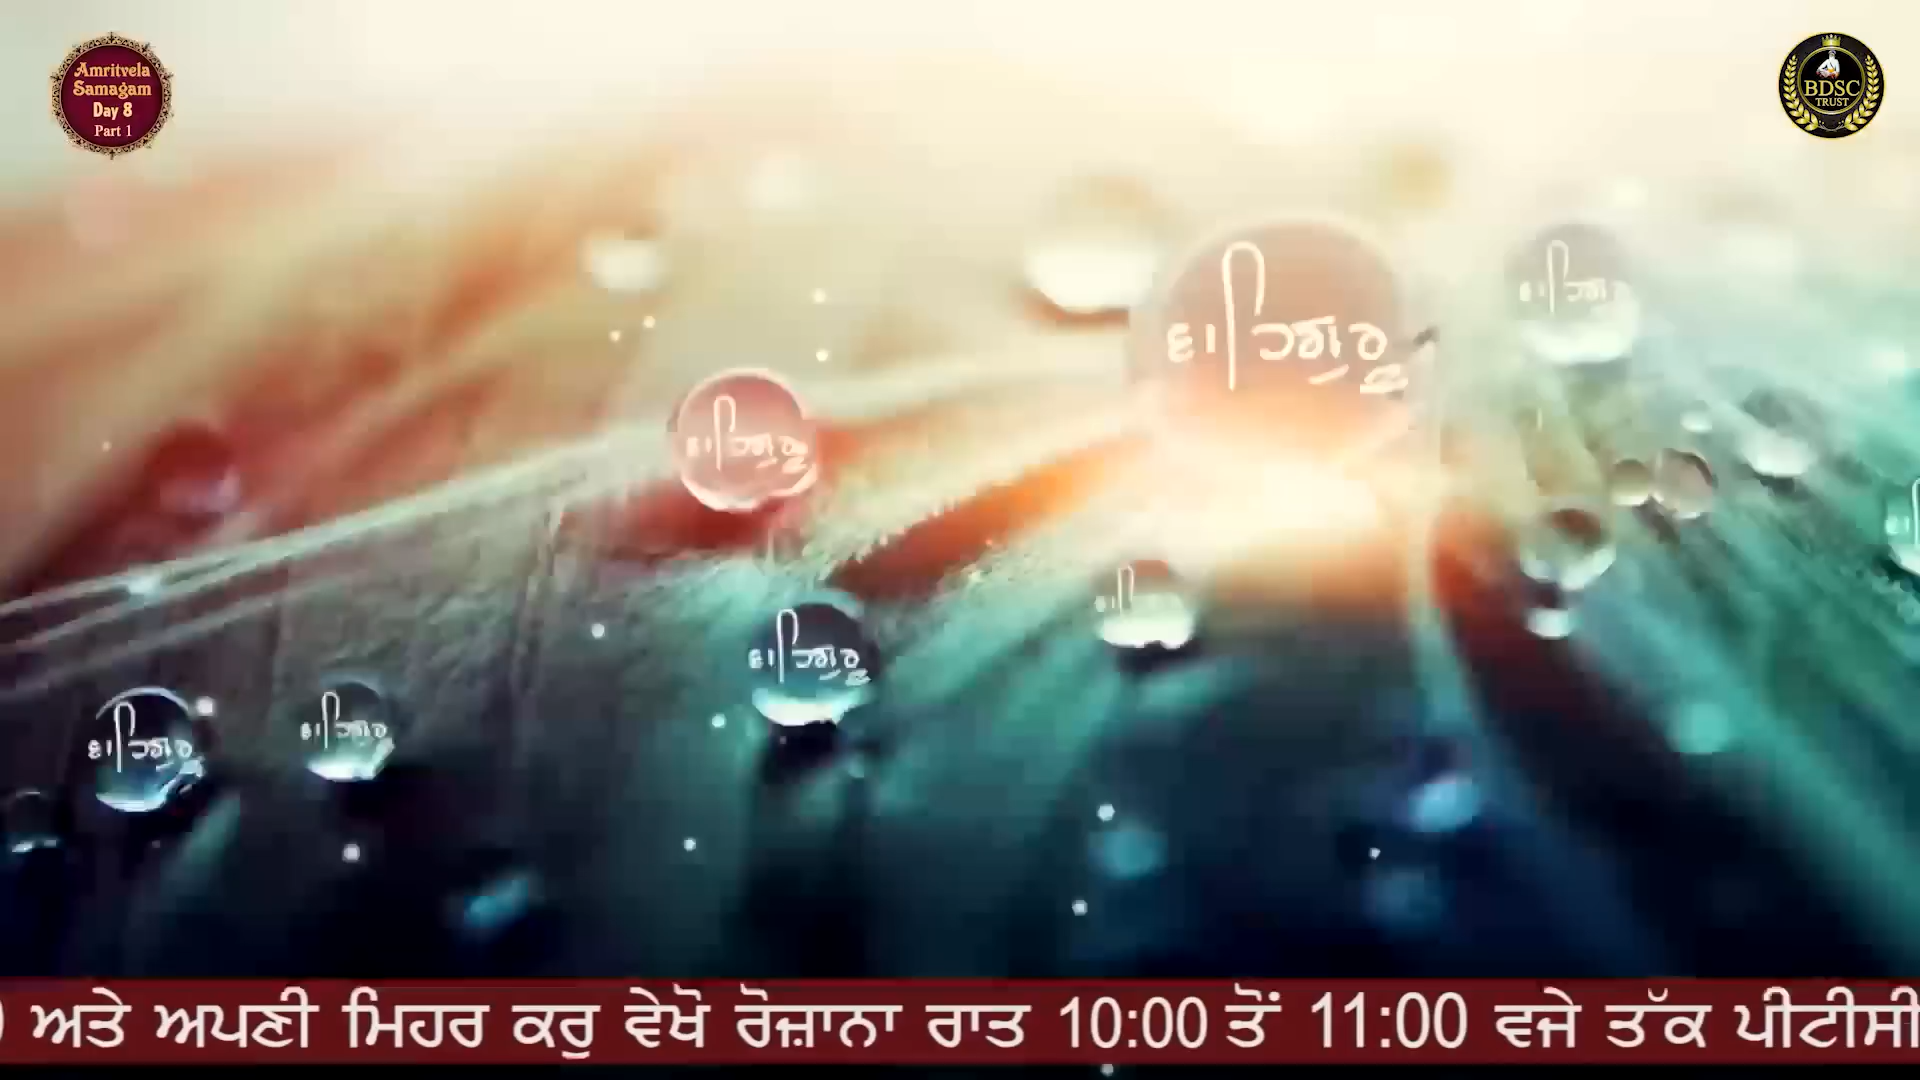 Amritvela
Samagam
Day 8
Part 1
BDSC
TRUST
ਵਾਹਿਗੁਰੂ
ਵਾਹਿਗੁਰੂ
ਵਾਹਿਗੁਰੂ
ਵਾਹਿਗੁਰੂ
ਵਾਹਿਗੁਰੂ
ਵਾਹਿਗੁਰੂ
) ਅਤੇ ਅਪਣੀ ਮਿਹਰ ਕਰੁ ਵੇਖੋ ਰੋਜ਼ਾਨਾ ਰਾਤ 10:00 ਤੋਂ 11:00 ਵਜੇ ਤੱਕ ਪੀਟੀਸੀ